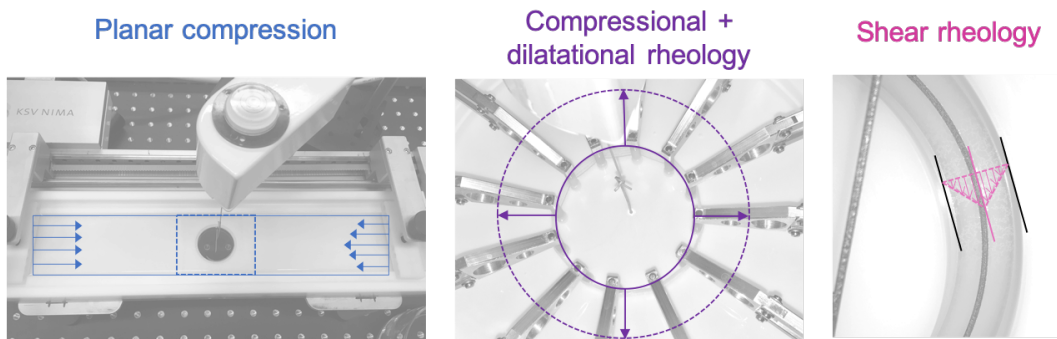 Planar compression
Compressional +
dilatational rheology
Shear rheology
KSV NIMA